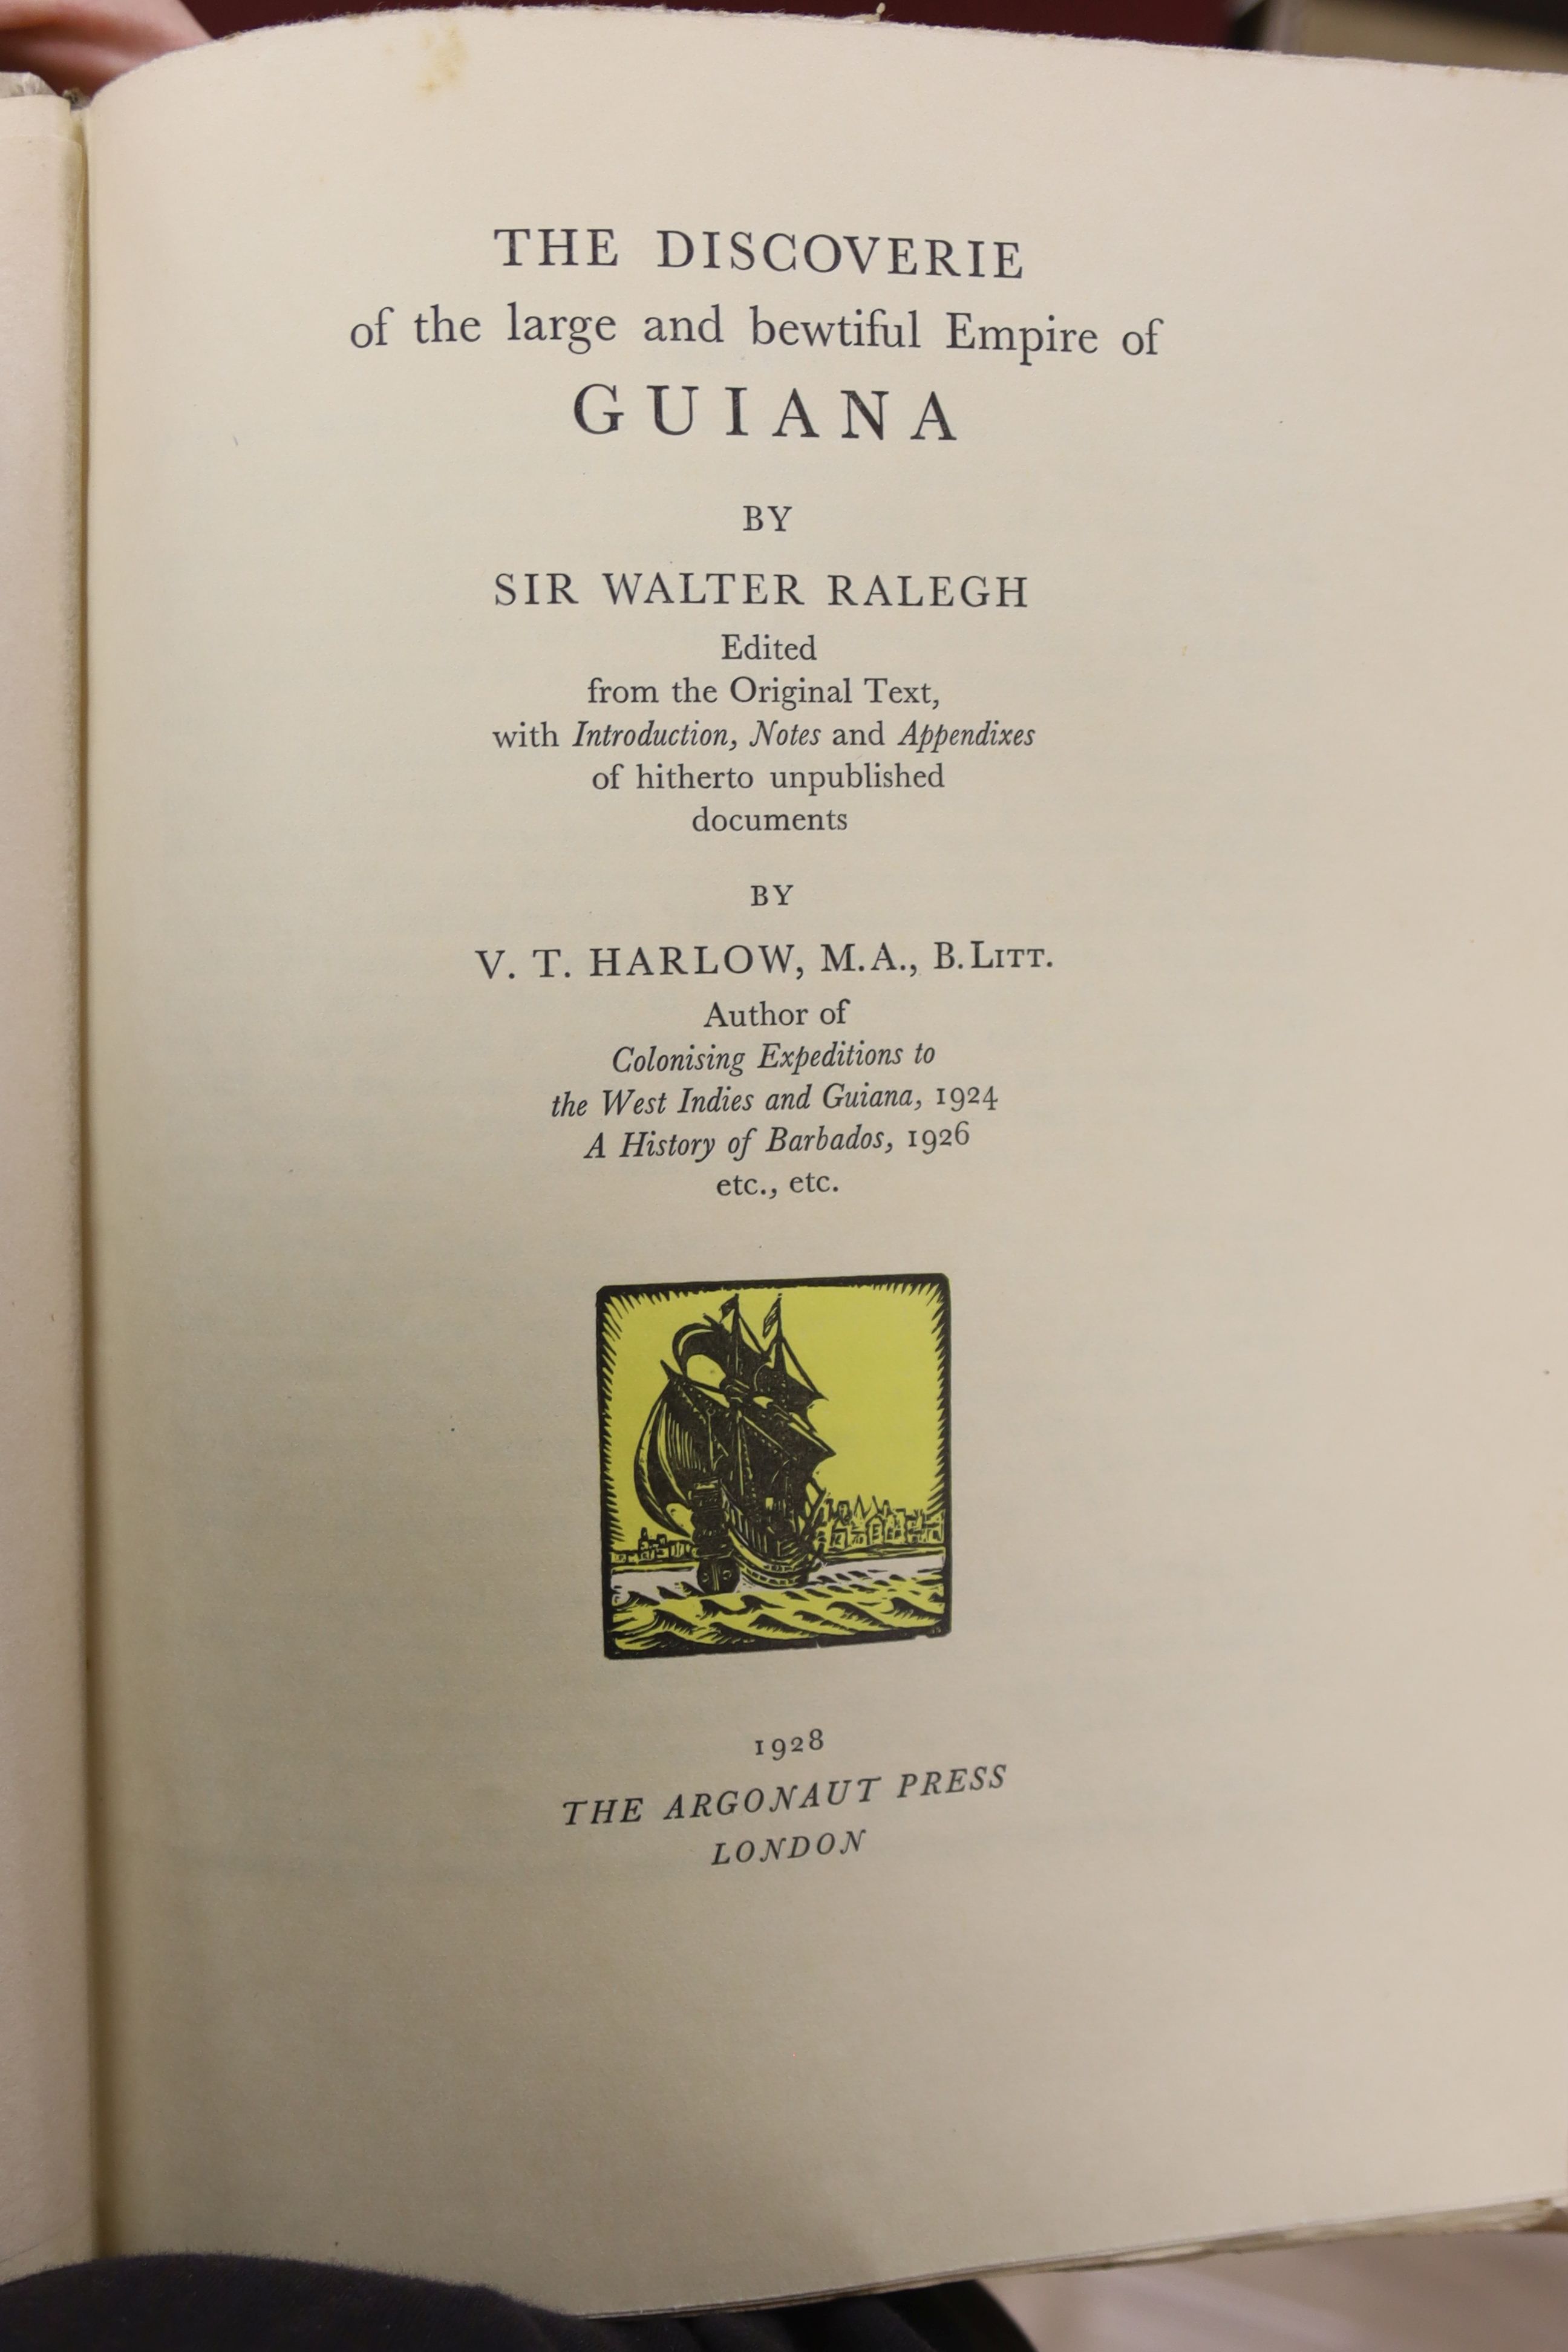 THE DISCOVERIE
of the large and bewtiful Empire of
GUIANA
BY
SIR WALTER RALEGH
Edited
from the Original Text,
with Introduction, Notes and Appendixes
of hitherto unpublished
documents
BY
V. T. HARLOW, M.A., B.LITT.
Author of
Colonising Expeditions to
the West Indies and Guiana, 1924
A History of Barbados, 1926
etc., etc.
1928
THE ARGONAUT PRESS
LONDON